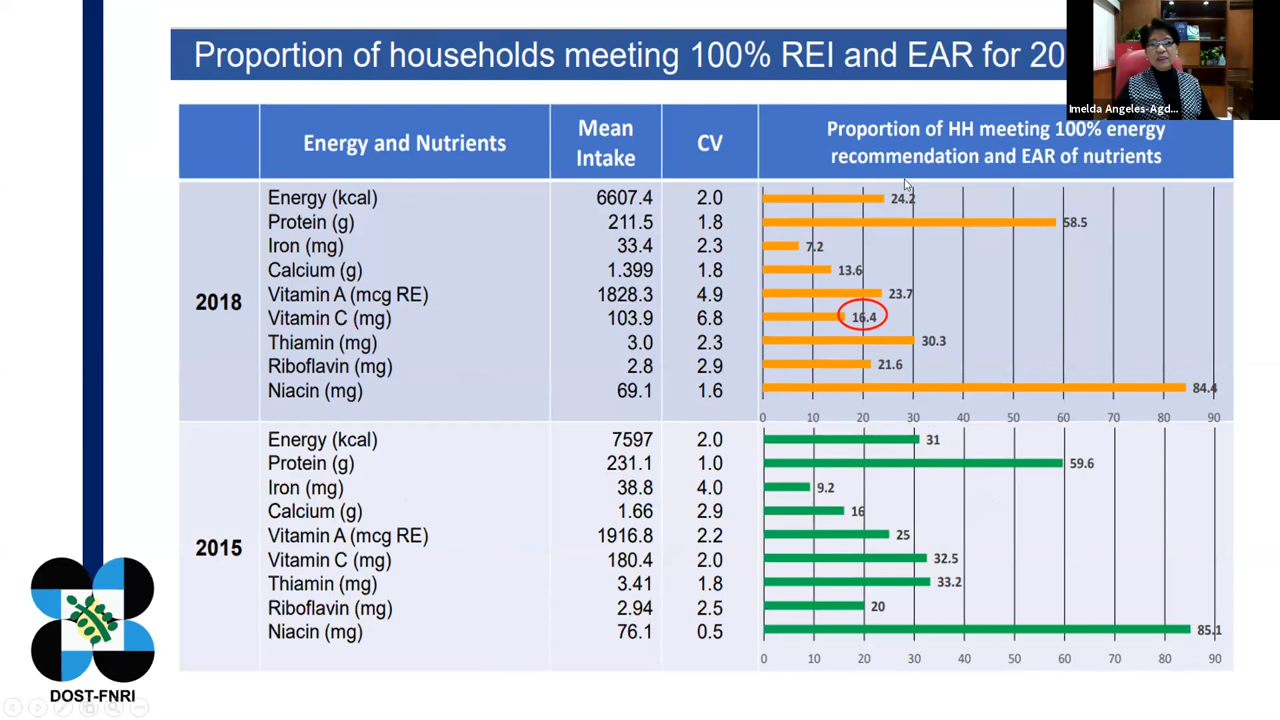 Proportion of households meeting 100% REI and EAR for 20
Imelda Angeles-Agd...
Energy and Nutrients
Mean
Intake
CV
Proportion of HH meeting 100% energy
recommendation and EAR of nutrients
2018
Energy (kcal) 6607.4 2.0 24.2
Protein (g) 211.5 1.8 58.5
Iron (mg) 33.4 2.3 7.2
Calcium (g) 1.399 1.8 13.6
Vitamin A (mcg RE) 1828.3 4.9 23.7
Vitamin C (mg) 103.9 6.8 16.4
Thiamin (mg) 3.0 2.3 30.3
Riboflavin (mg) 2.8 2.9 21.6
Niacin (mg) 69.1 1.6 84.4
0 10 20 30 40 50 60 70 80 90
2015
Energy (kcal) 7597 2.0 31
Protein (g) 231.1 1.0 59.6
Iron (mg) 38.8 4.0 9.2
Calcium (g) 1.66 2.9 16
Vitamin A (mcg RE) 1916.8 2.2 25
Vitamin C (mg) 180.4 2.0 32.5
Thiamin (mg) 3.41 1.8 33.2
Riboflavin (mg) 2.94 2.5 20
Niacin (mg) 76.1 0.5 85.1
0 10 20 30 40 50 60 70 80 90
DOST-FNRI